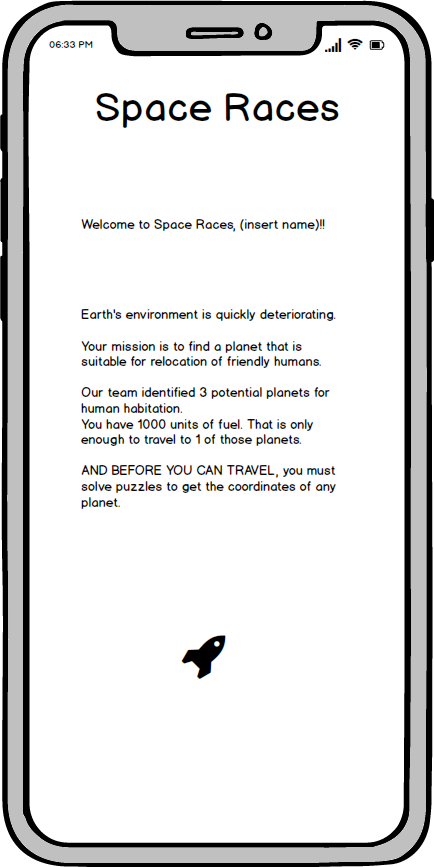 06:33 PM
Space Races
Welcome to Space Races, (insert name)!!
Earth's environment is quickly deteriorating.
Your mission is to find a planet that is
suitable for relocation of friendly humans.
Our team identified 3 potential planets for
human habitation.
You have 1000 units of fuel. That is only
enough to travel to 1 of those planets.
AND BEFORE YOU CAN TRAVEL, you must
solve puzzles to get the coordinates of any
planet.